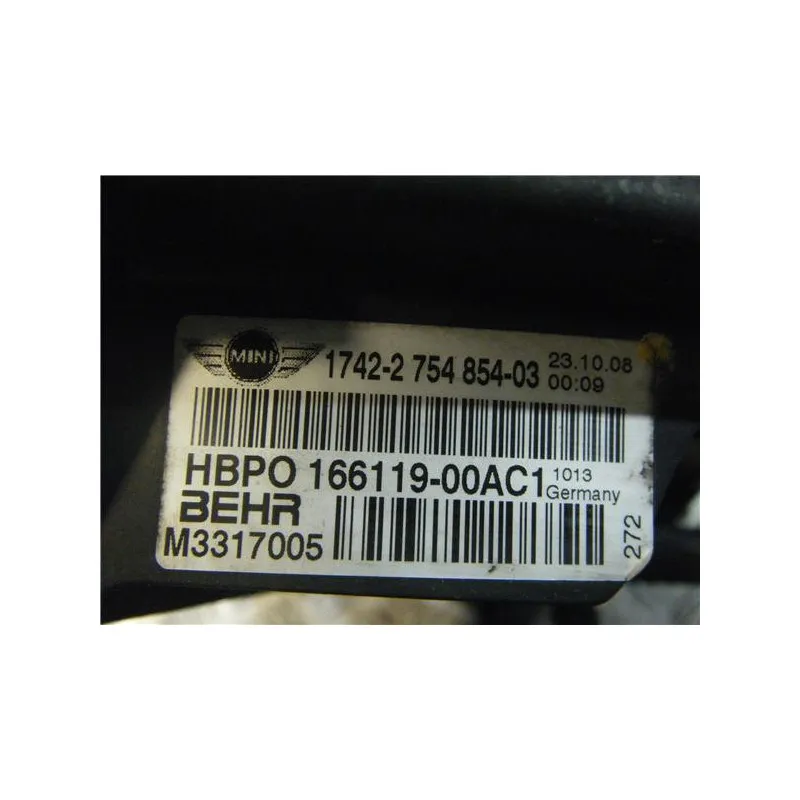 MINI 1742-2 754 854-03 23.10.08
00:09
HBPO 166119-00AC1 1013
Germany
BEHR
M3317005
272